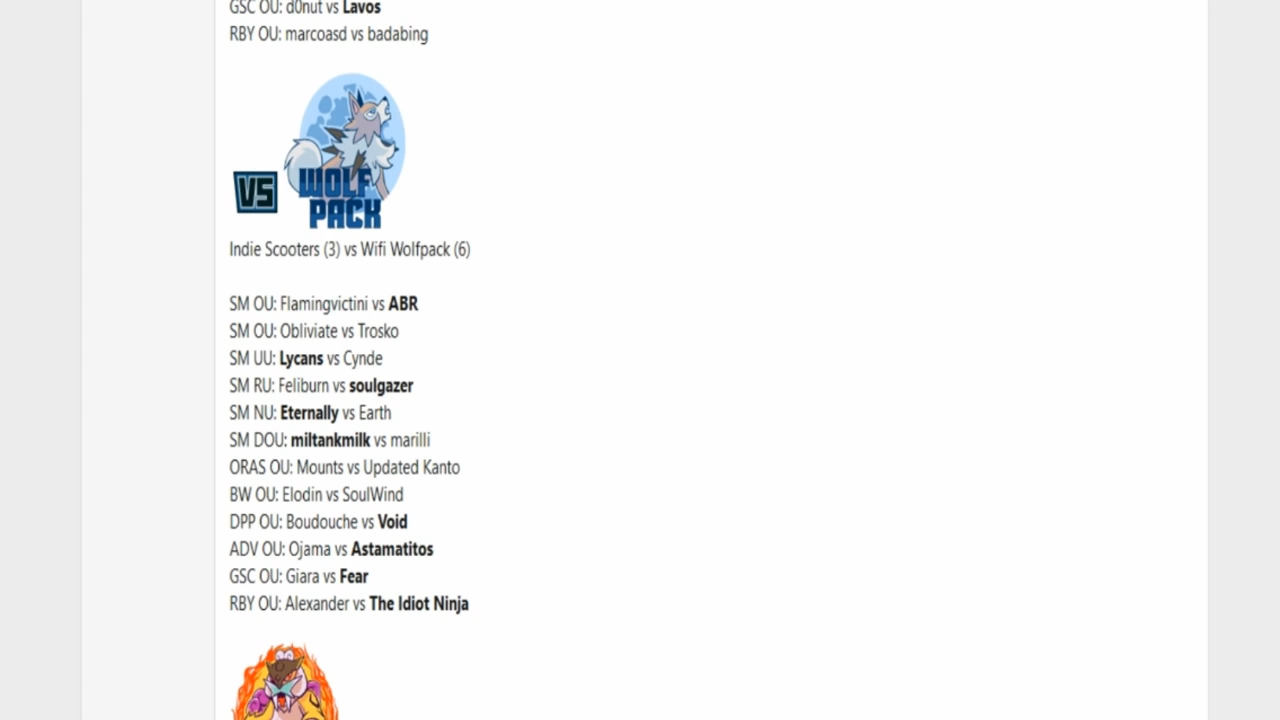 GSC OU: d0nut vs Lavos
RBY OU: marcoasd vs badabing
VS
WOLF
PACK
Indie Scooters (3) vs Wifi Wolfpack (6)
SM OU: Flamingvictini vs ABR
SM OU: Obliviate vs Trosko
SM UU: Lycans vs Cynde
SM RU: Feliburn vs soulgazer
SM NU: Eternally vs Earth
SM DOU: miltankmilk vs marilli
ORAS OU: Mounts vs Updated Kanto
BW OU: Elodin vs SoulWind
DPP OU: Boudouche vs Void
ADV OU: Ojama vs Astamatitos
GSC OU: Giara vs Fear
RBY OU: Alexander vs The Idiot Ninja